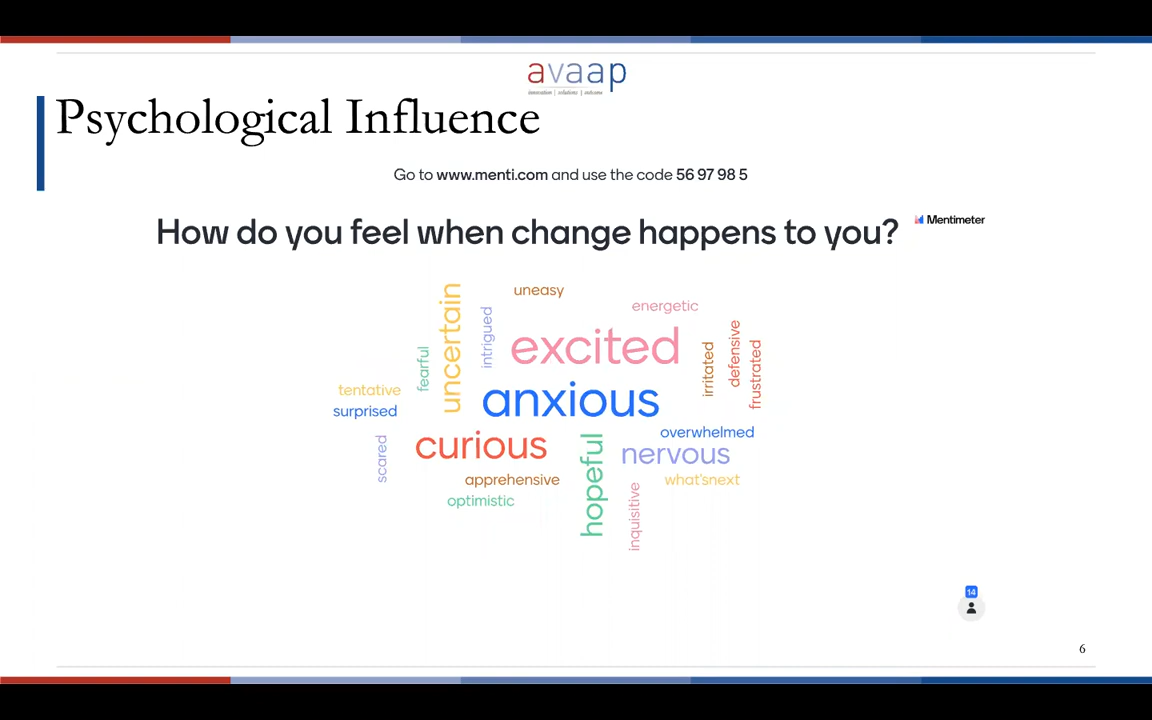 avaap
innovation | solutions | outcome
Psychological Influence
Go to www.menti.com and use the code 56 97 98 5
How do you feel when change happens to you?
Mentimeter
uneasy
energetic
uncertain
intrigued
excited
fearful
irritated
defensive
frustrated
tentative
anxious
surprised
overwhelmed
curious
nervous
scared
hopeful
apprehensive
what'snext
optimistic
inquisitive
14
6